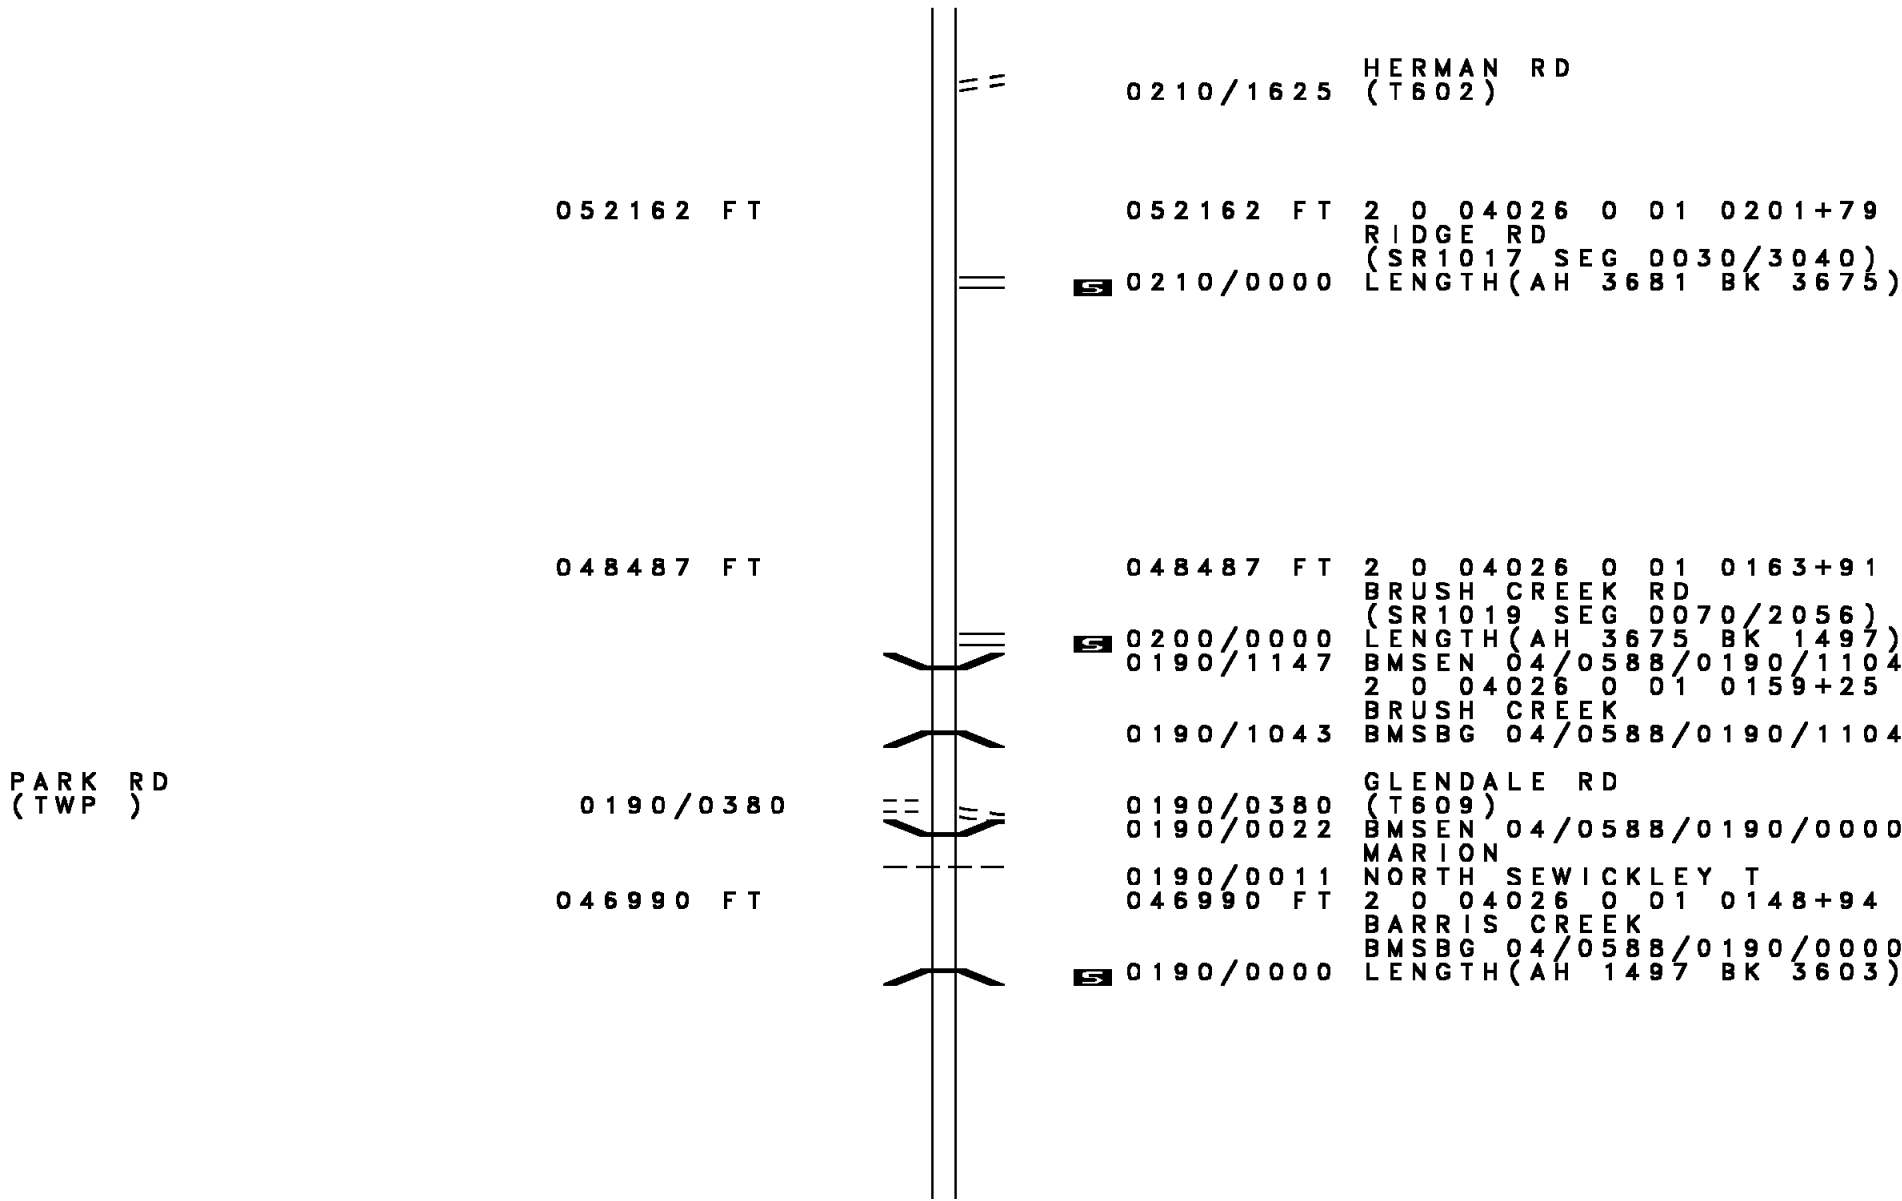 HERMAN RD
0210/1625 (T602)
052162 FT 052162 FT 2 0 04026 0 01 0201+79
RIDGE RD
(SR1017 SEG 0030/3040)
S 0210/0000 LENGTH(AH 3681 BK 3675)
048487 FT 048487 FT 2 0 04026 0 01 0163+91
BRUSH CREEK RD
(SR1019 SEG 0070/2056)
S 0200/0000 LENGTH(AH 3675 BK 1497)
0190/1147 BMSEN 04/0588/0190/1104
2 0 04026 0 01 0159+25
BRUSH CREEK
0190/1043 BMSBG 04/0588/0190/1104
PARK RD GLENDALE RD
(TWP ) 0190/0380 0190/0380 (T609)
0190/0022 BMSEN 04/0588/0190/0000
MARION
0190/0011 NORTH SEWICKLEY T
046990 FT 046990 FT 2 0 04026 0 01 0148+94
BARRIS CREEK
BMSBG 04/0588/0190/0000
S 0190/0000 LENGTH(AH 1497 BK 3603)